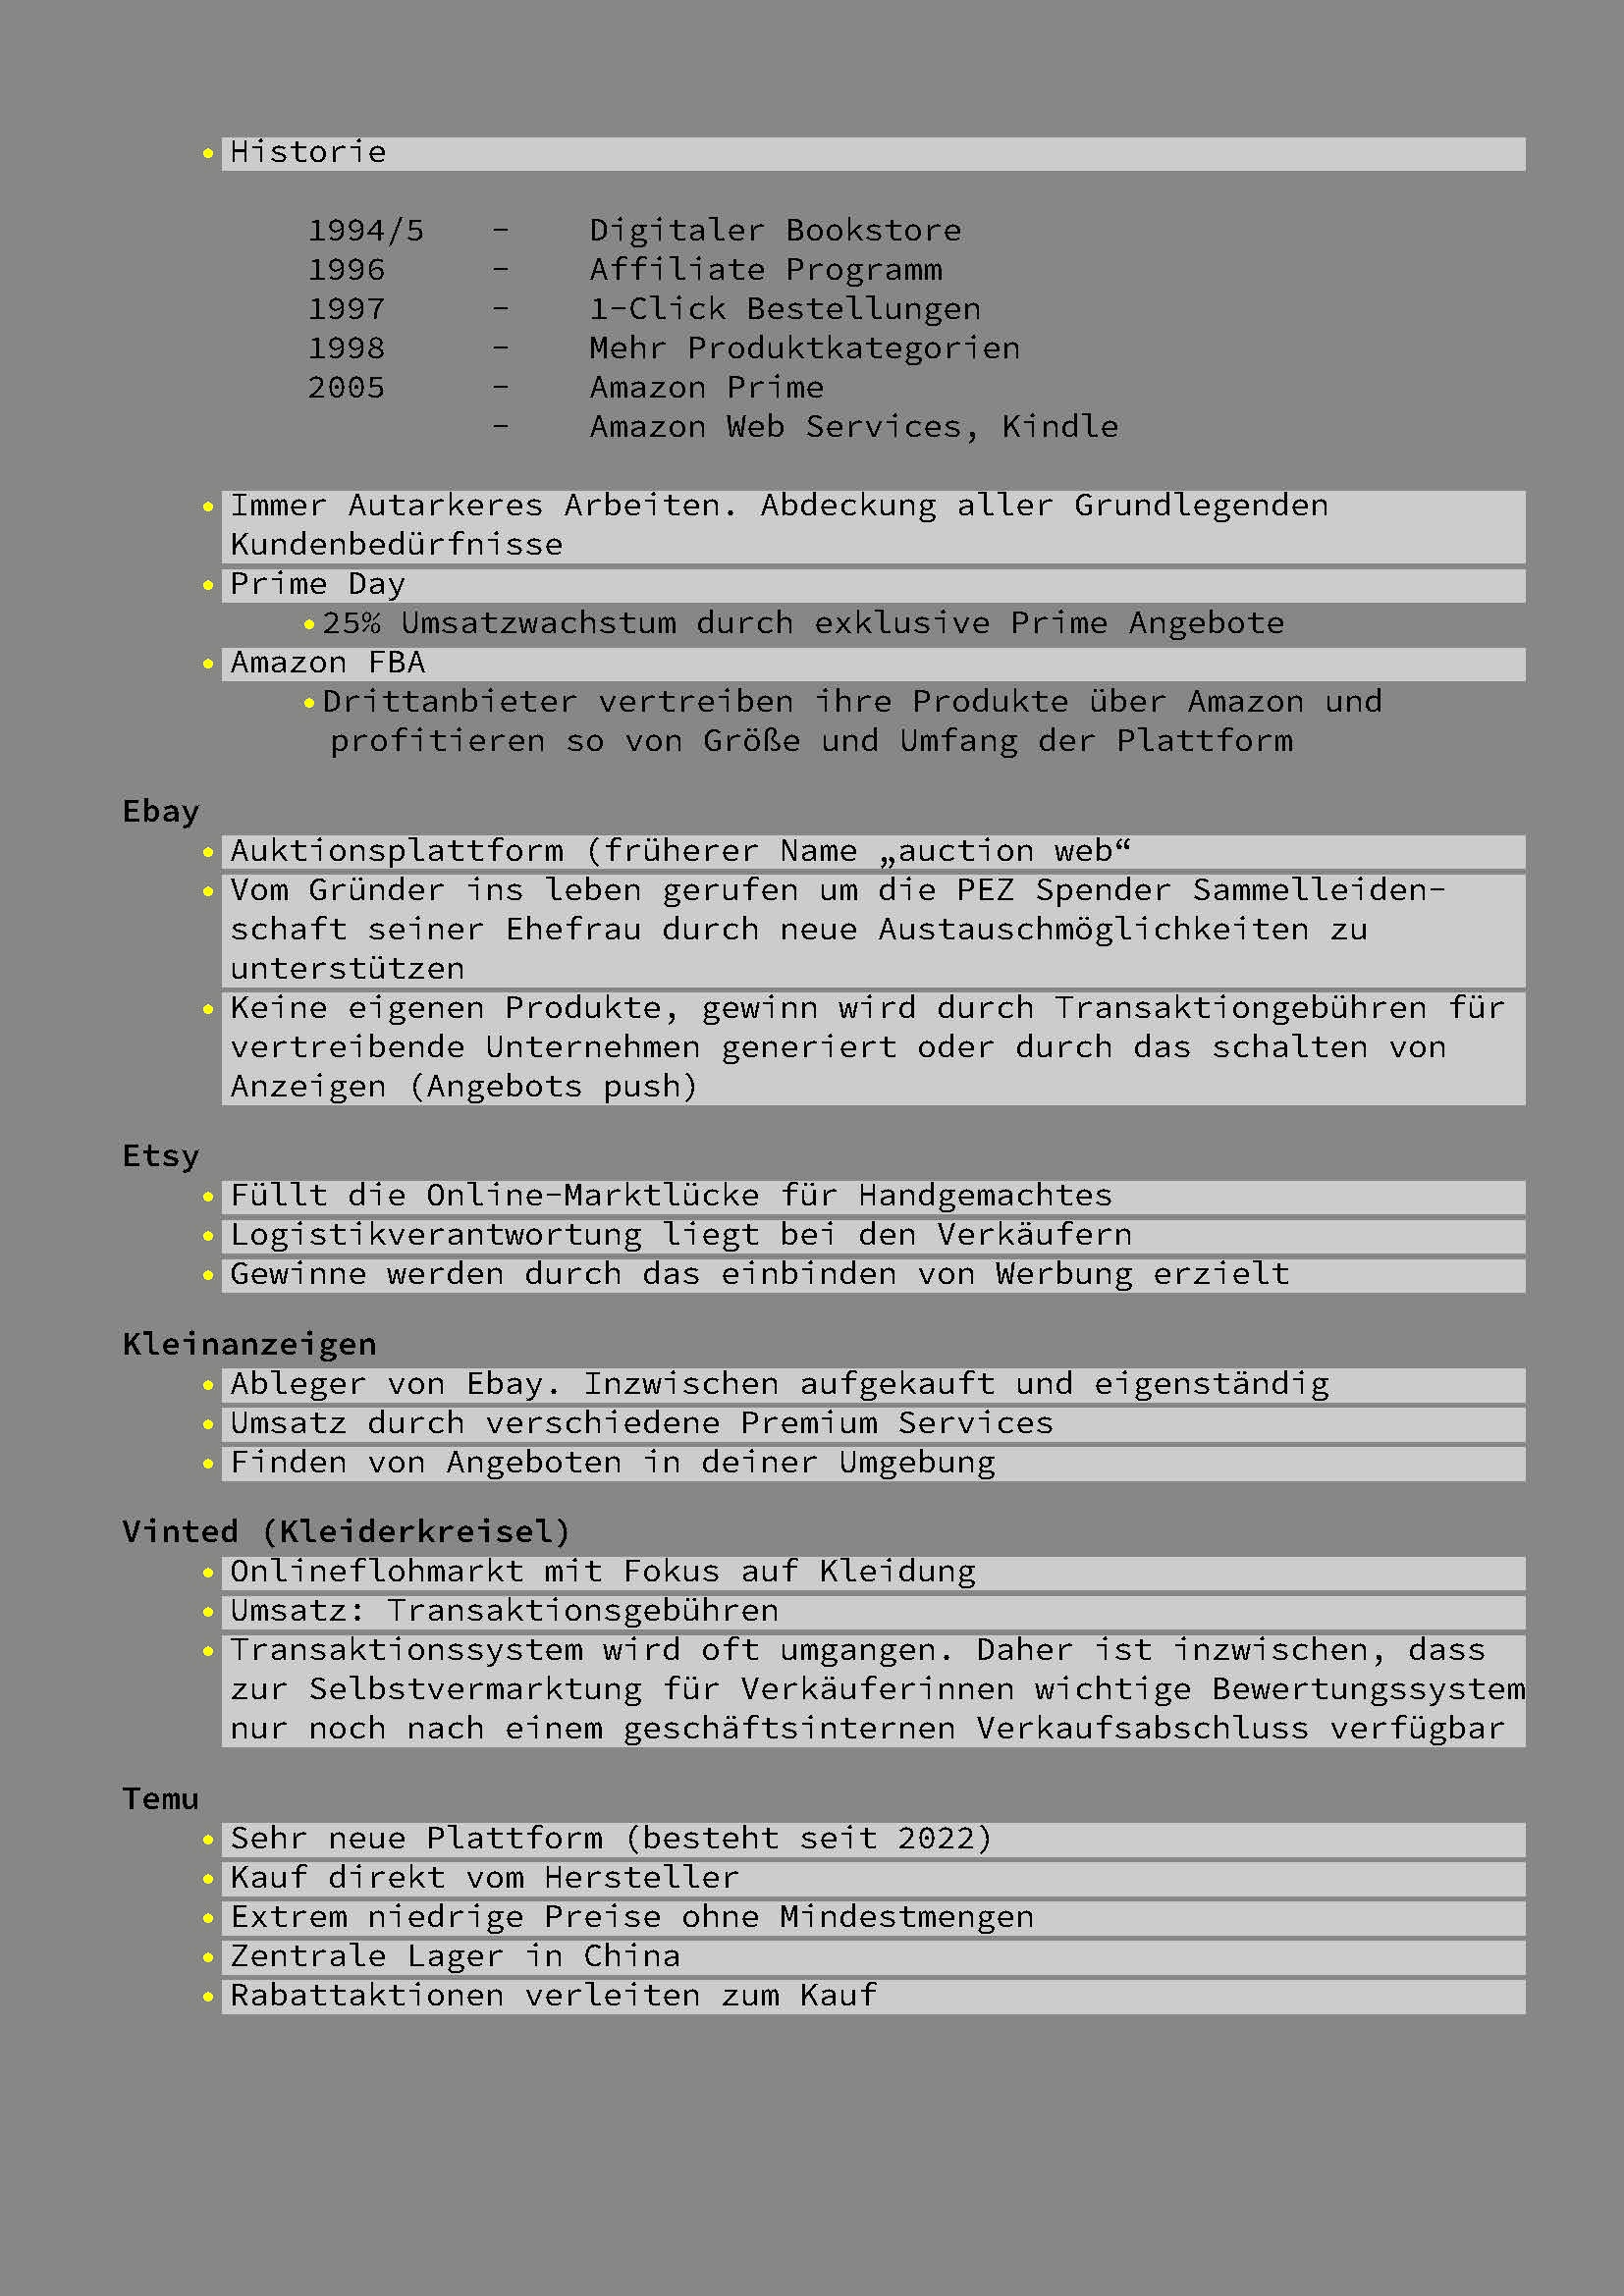 • Historie
1994/5 - Digitaler Bookstore
1996 - Affiliate Programm
1997 - 1-Click Bestellungen
1998 - Mehr Produktkategorien
2005 - Amazon Prime
- Amazon Web Services, Kindle
• Immer Autarkeres Arbeiten. Abdeckung aller Grundlegenden
Kundenbedürfnisse
• Prime Day
• 25% Umsatzwachstum durch exklusive Prime Angebote
• Amazon FBA
• Drittanbieter vertreiben ihre Produkte über Amazon und
profitieren so von Größe und Umfang der Plattform
Ebay
• Auktionsplattform (früherer Name „auction web“
• Vom Gründer ins leben gerufen um die PEZ Spender Sammelleiden-
schaft seiner Ehefrau durch neue Austauschmöglichkeiten zu
unterstützen
• Keine eigenen Produkte, gewinn wird durch Transaktiongebühren für
vertreibende Unternehmen generiert oder durch das schalten von
Anzeigen (Angebots push)
Etsy
• Füllt die Online-Marktlücke für Handgemachtes
• Logistikverantwortung liegt bei den Verkäufern
• Gewinne werden durch das einbinden von Werbung erzielt
Kleinanzeigen
• Ableger von Ebay. Inzwischen aufgekauft und eigenständig
• Umsatz durch verschiedene Premium Services
• Finden von Angeboten in deiner Umgebung
Vinted (Kleiderkreisel)
• Onlineflohmarkt mit Fokus auf Kleidung
• Umsatz: Transaktionsgebühren
• Transaktionssystem wird oft umgangen. Daher ist inzwischen, dass
zur Selbstvermarktung für Verkäuferinnen wichtige Bewertungssystem
nur noch nach einem geschäftsinternen Verkaufsabschluss verfügbar
Temu
• Sehr neue Plattform (besteht seit 2022)
• Kauf direkt vom Hersteller
• Extrem niedrige Preise ohne Mindestmengen
• Zentrale Lager in China
• Rabattaktionen verleiten zum Kauf